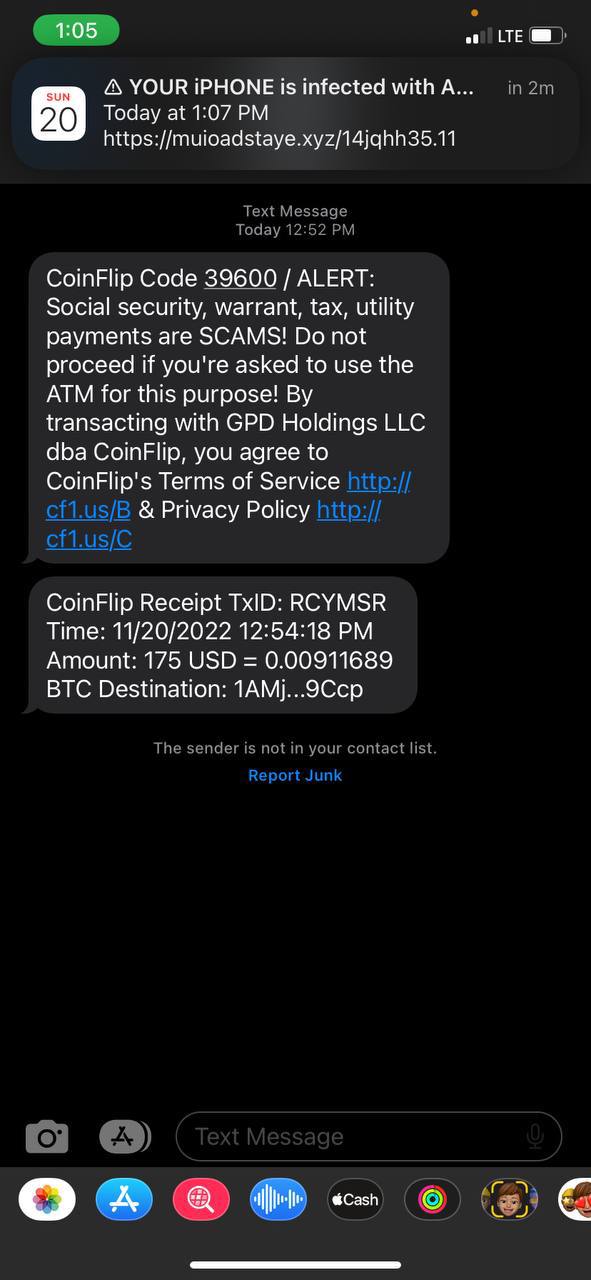 1:05
LTE
SUN
20
⚠ YOUR iPHONE is infected with A... in 2m
Today at 1:07 PM
https://muioadstaye.xyz/14jqhh35.11
Text Message
Today 12:52 PM
CoinFlip Code 39600 / ALERT:
Social security, warrant, tax, utility
payments are SCAMS! Do not
proceed if you're asked to use the
ATM for this purpose! By
transacting with GPD Holdings LLC
dba CoinFlip, you agree to
CoinFlip's Terms of Service http://
cf1.us/B & Privacy Policy http://
cf1.us/C
CoinFlip Receipt TxID: RCYMSR
Time: 11/20/2022 12:54:18 PM
Amount: 175 USD = 0.00911689
BTC Destination: 1AMj...9Ccp
The sender is not in your contact list.
Report Junk
Text Message
Cash